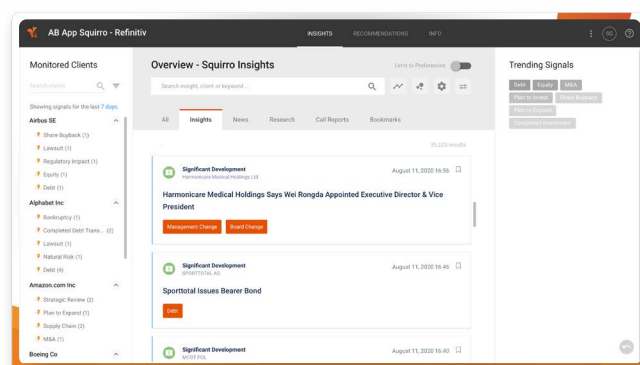 AB App Squirro - Refinitiv
INSIGHTS
RECOMMENDATIONS
INFO
SG
Monitored Clients
Search clients
Showing signals for the last 7 days.
Airbus SE
Share Buyback (1)
Lawsuit (1)
Regulatory Impact (1)
Equity (1)
Debt (1)
Alphabet Inc
Bankruptcy (1)
Completed Debt Trans... (2)
Lawsuit (1)
Natural Risk (1)
Debt (4)
Amazon.com Inc
Strategic Review (2)
Plan to Expand (1)
Supply Chain (2)
M&A (1)
Boeing Co
Overview - Squirro Insights
Limit to Preferences
Search insight, client or keyword ...
All
Insights
News
Research
Call Reports
Bookmarks
results
Significant Development
August 11, 2020 16:56
Harmonicare Medical Holdings Ltd
Harmonicare Medical Holdings Says Wei Rongda Appointed Executive Director & Vice
President
Management Change
Board Change
Significant Development
August 11, 2020 16:46
SPORTTOTAL AG
Sporttotal Issues Bearer Bond
Debt
Significant Development
August 11, 2020 16:40
MCOT PCL
Trending Signals
Debt
Equity
M&A
Plan to Invest
Share Buyback
Plan to Expand
Completed Investment